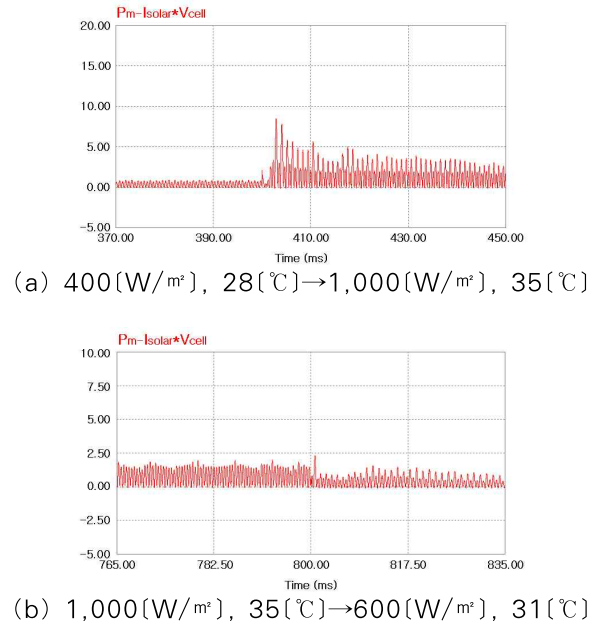 Pm-Isolar*Vcell
20.00
15.00
10.00
5.00
0.00
-5.00
370.00 390.00 410.00 430.00 450.00
Time (ms)
(a) 400[W/㎡], 28[℃]→1,000[W/㎡], 35[℃]
Pm-Isolar*Vcell
10.00
7.50
5.00
2.50
0.00
-2.50
-5.00
765.00 782.50 800.00 817.50 835.00
Time (ms)
(b) 1,000[W/㎡], 35[℃]→600[W/㎡], 31[℃]